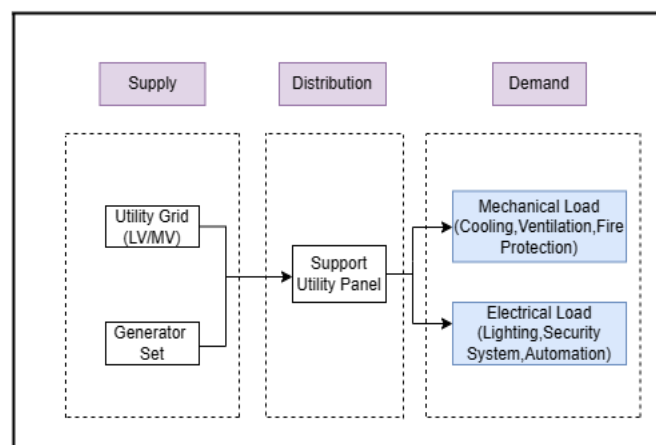 Supply
Distribution
Demand
Utility Grid
(LV/MV)
Generator
Set
Support
Utility Panel
Mechanical Load
(Cooling,Ventilation,Fire
Protection)
Electrical Load
(Lighting,Security
System,Automation)